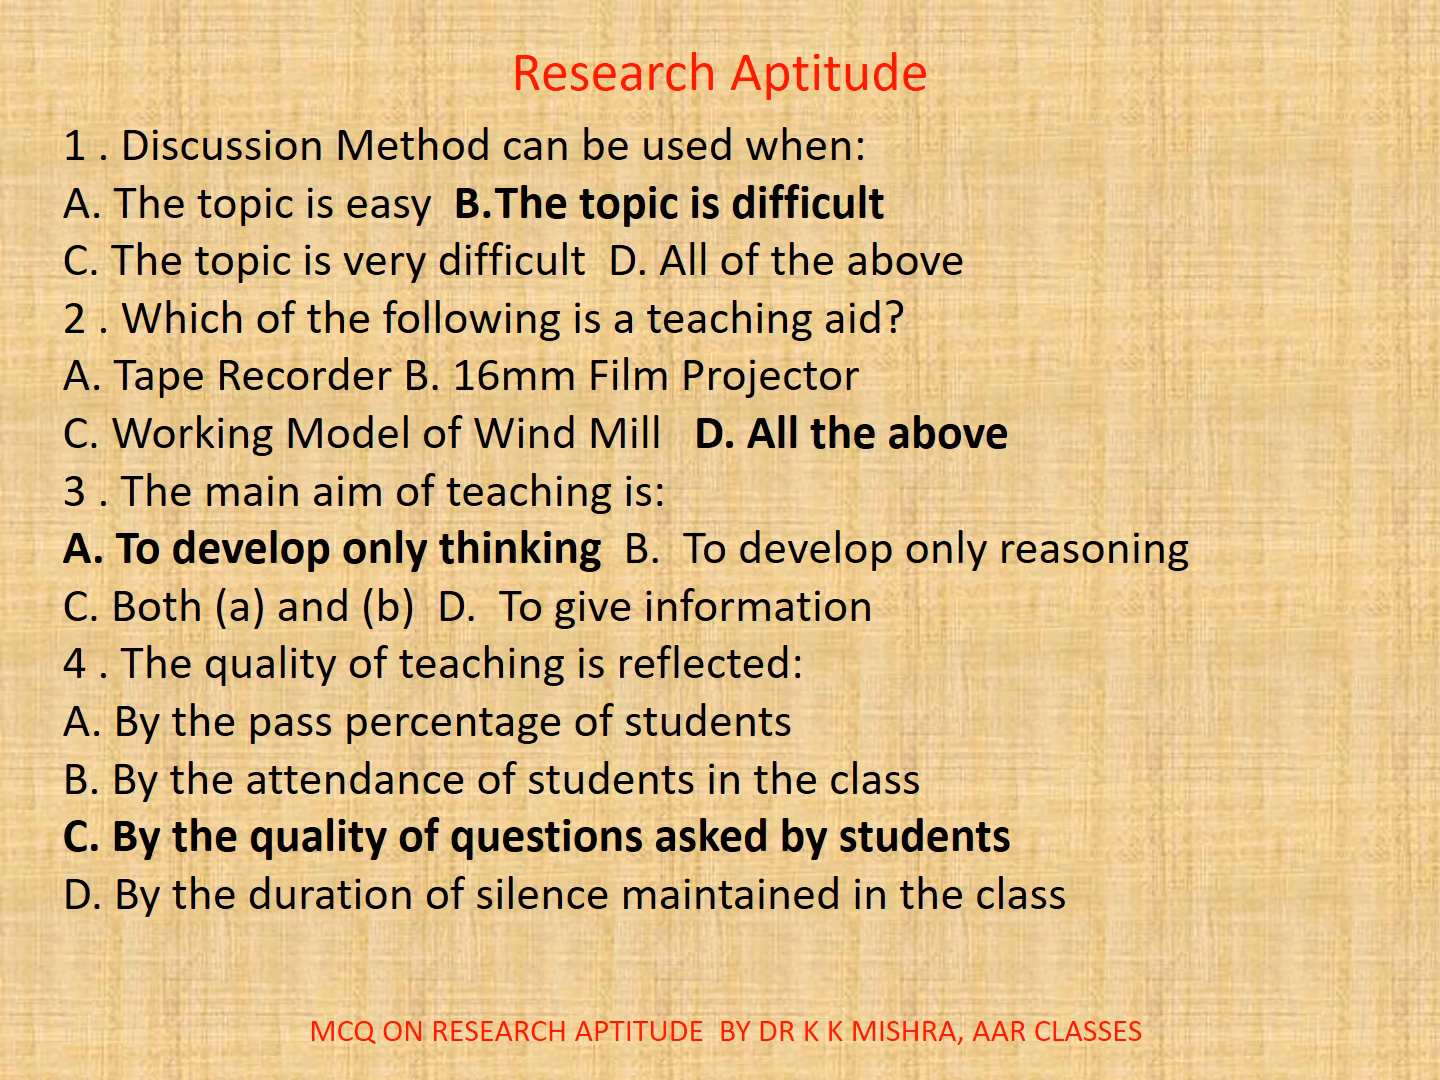 Research Aptitude
1 . Discussion Method can be used when:
A. The topic is easy  B.The topic is difficult
C. The topic is very difficult  D. All of the above
2 . Which of the following is a teaching aid?
A. Tape Recorder B. 16mm Film Projector
C. Working Model of Wind Mill   D. All the above
3 . The main aim of teaching is:
A. To develop only thinking  B.  To develop only reasoning
C. Both (a) and (b)  D.  To give information
4 . The quality of teaching is reflected:
A. By the pass percentage of students
B. By the attendance of students in the class
C. By the quality of questions asked by students
D. By the duration of silence maintained in the class
MCQ ON RESEARCH APTITUDE  BY DR K K MISHRA, AAR CLASSES